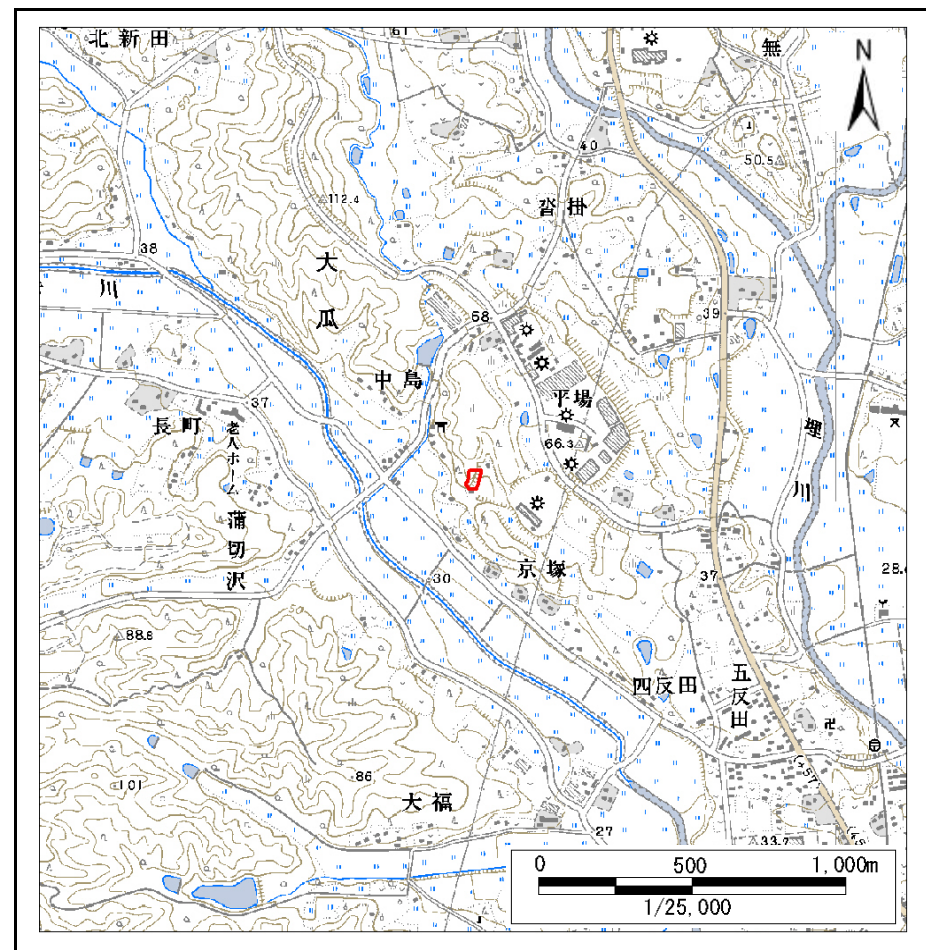 北新田
61
無
N
112.4
40
50.5
沓掛
38
大瓜
川
68
39
中島
平場
37
長町
老人ホーム
66.3
埋川
蒲切沢
京塚
30
37
28.
88.8
四反田
五反田
101
86
大福
27
457
33.2
0 500 1,000m
1/25,000